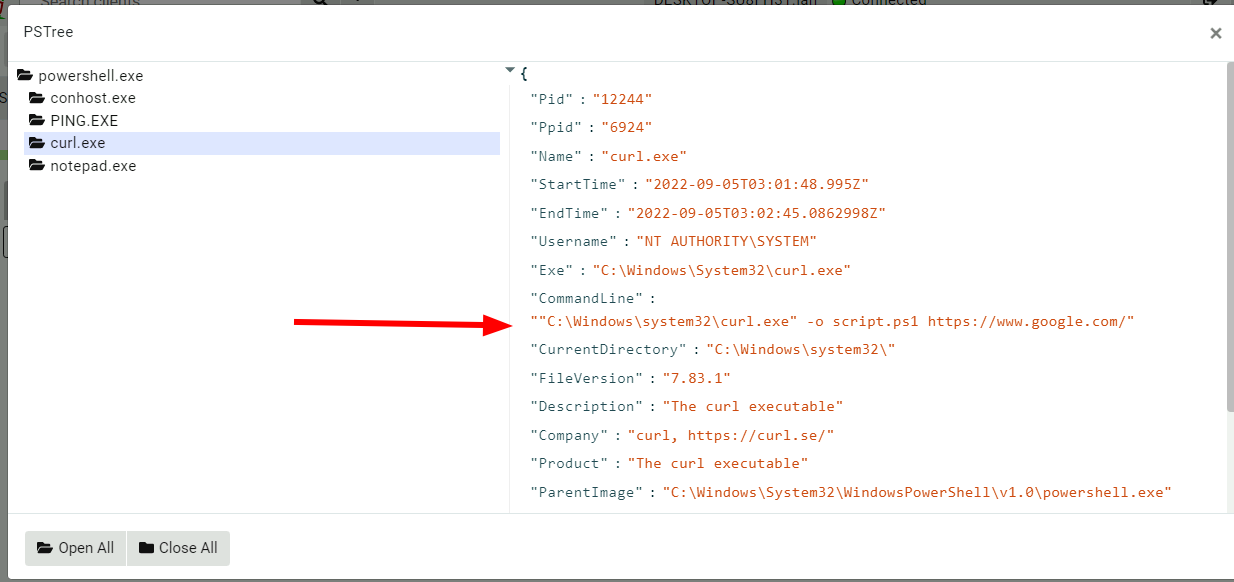 Search clients
Connected
PSTree
×
powershell.exe
conhost.exe
PING.EXE
curl.exe
notepad.exe
{
"Pid" : "12244"
"Ppid" : "6924"
"Name" : "curl.exe"
"StartTime" : "2022-09-05T03:01:48.995Z"
"EndTime" : "2022-09-05T03:02:45.0862998Z"
"Username" : "NT AUTHORITY\SYSTEM"
"Exe" : "C:\Windows\System32\curl.exe"
"CommandLine" :
""C:\Windows\system32\curl.exe" -o script.ps1 https://www.google.com/"
"CurrentDirectory" : "C:\Windows\system32\"
"FileVersion" : "7.83.1"
"Description" : "The curl executable"
"Company" : "curl, https://curl.se/"
"Product" : "The curl executable"
"ParentImage" : "C:\Windows\System32\WindowsPowerShell\v1.0\powershell.exe"
Open All
Close All